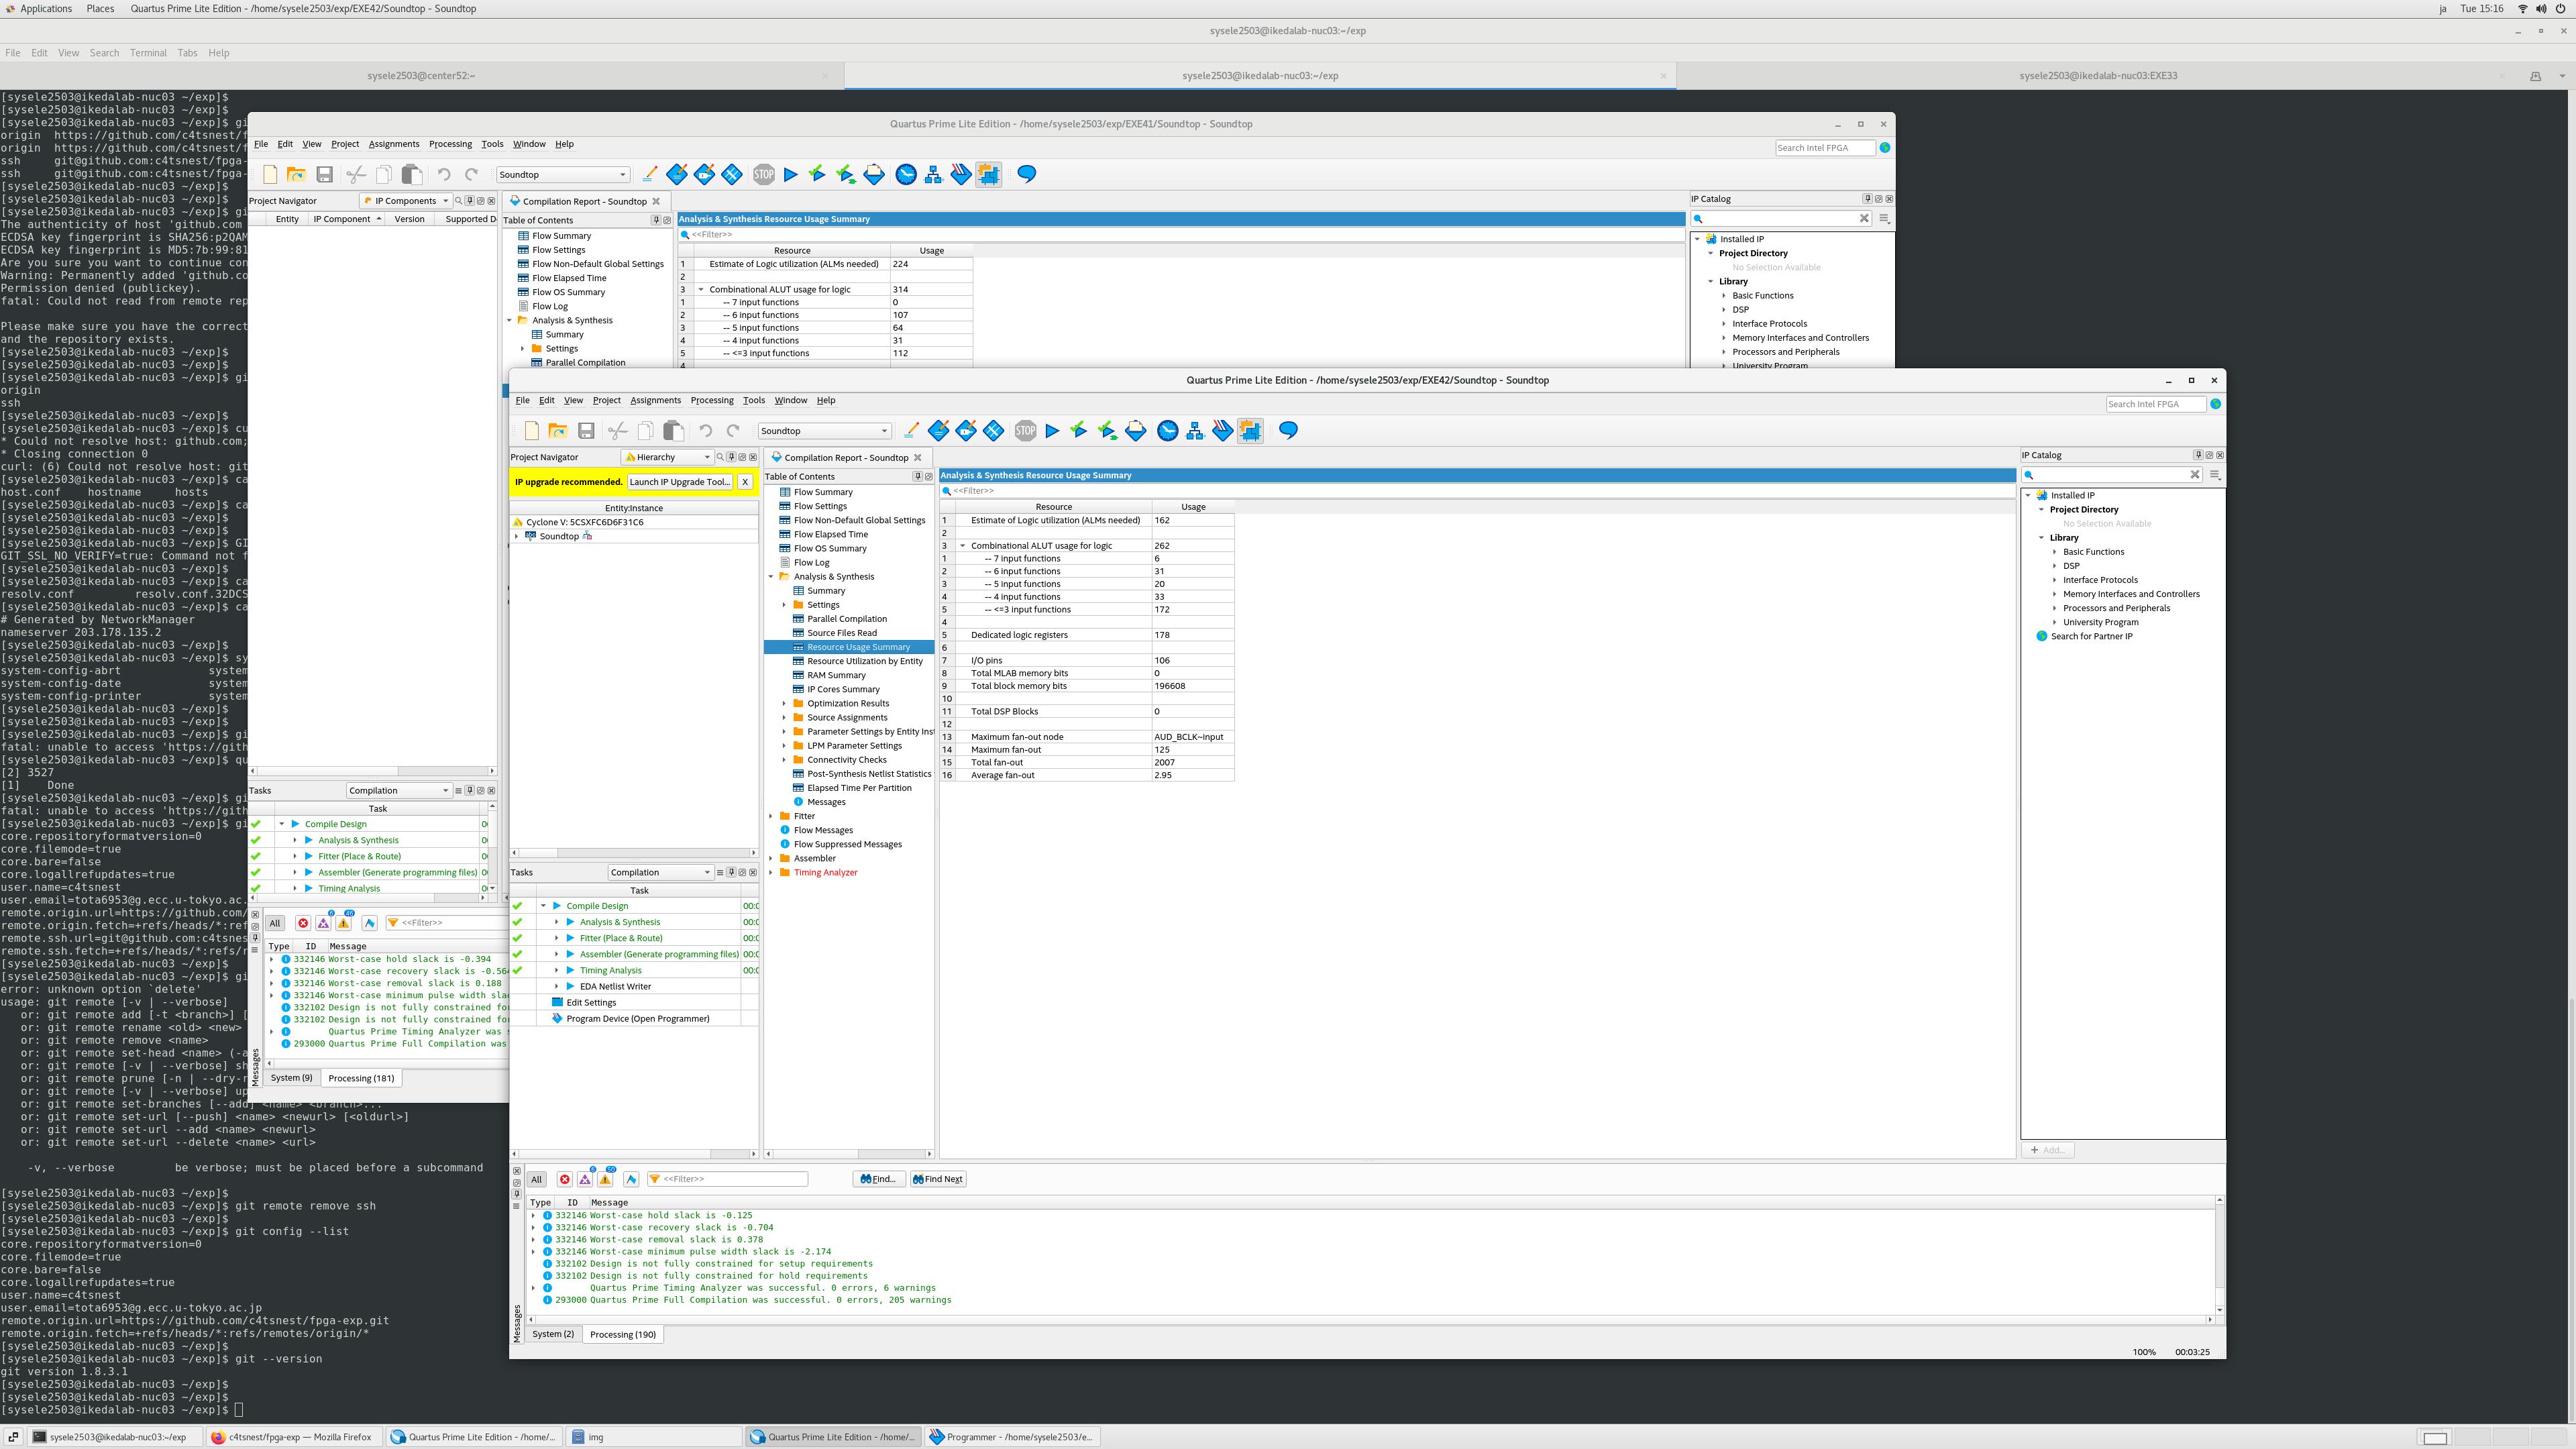 Applications Places Quartus Prime Lite Edition - /home/sysele2503/exp/EXE42/Soundtop - Soundtop ja Tue 15:16
sysele2503@ikedalab-nuc03:~/exp
File Edit View Search Terminal Tabs Help
sysele2503@center52:~ sysele2503@ikedalab-nuc03:~/exp sysele2503@ikedalab-nuc03:EXE33
[sysele2503@ikedalab-nuc03 ~/exp]$
[sysele2503@ikedalab-nuc03 ~/exp]$
[sysele2503@ikedalab-nuc03 ~/exp]$ gi
origin https://github.com/c4tsnest/f
origin https://github.com/c4tsnest/f
ssh git@github.com:c4tsnest/fpga-
ssh git@github.com:c4tsnest/fpga-
[sysele2503@ikedalab-nuc03 ~/exp]$
[sysele2503@ikedalab-nuc03 ~/exp]$
[sysele2503@ikedalab-nuc03 ~/exp]$ gi
The authenticity of host 'github.com
ECDSA key fingerprint is SHA256:p2QAM
ECDSA key fingerprint is MD5:7b:99:81
Are you sure you want to continue con
Warning: Permanently added 'github.co
Permission denied (publickey).
fatal: Could not read from remote rep
Please make sure you have the correct
and the repository exists.
[sysele2503@ikedalab-nuc03 ~/exp]$
[sysele2503@ikedalab-nuc03 ~/exp]$
[sysele2503@ikedalab-nuc03 ~/exp]$ gi
origin
ssh
[sysele2503@ikedalab-nuc03 ~/exp]$
[sysele2503@ikedalab-nuc03 ~/exp]$ cu
* Could not resolve host: github.com;
* Closing connection 0
curl: (6) Could not resolve host: git
[sysele2503@ikedalab-nuc03 ~/exp]$ ca
host.conf hostname hosts
[sysele2503@ikedalab-nuc03 ~/exp]$ ca
[sysele2503@ikedalab-nuc03 ~/exp]$
[sysele2503@ikedalab-nuc03 ~/exp]$
[sysele2503@ikedalab-nuc03 ~/exp]$ GI
GIT_SSL_NO_VERIFY=true: Command not f
[sysele2503@ikedalab-nuc03 ~/exp]$
[sysele2503@ikedalab-nuc03 ~/exp]$ ca
resolv.conf resolv.conf.32DCS
[sysele2503@ikedalab-nuc03 ~/exp]$ ca
# Generated by NetworkManager
nameserver 203.178.135.2
[sysele2503@ikedalab-nuc03 ~/exp]$
[sysele2503@ikedalab-nuc03 ~/exp]$ sy
system-config-abrt system
system-config-date system
system-config-printer system
[sysele2503@ikedalab-nuc03 ~/exp]$
[sysele2503@ikedalab-nuc03 ~/exp]$
[sysele2503@ikedalab-nuc03 ~/exp]$ gi
fatal: unable to access 'https://gith
[sysele2503@ikedalab-nuc03 ~/exp]$ qu
[2] 3527
[1] Done
[sysele2503@ikedalab-nuc03 ~/exp]$ gi
fatal: unable to access 'https://gith
[sysele2503@ikedalab-nuc03 ~/exp]$ gi
core.repositoryformatversion=0
core.filemode=true
core.bare=false
core.logallrefupdates=true
user.name=c4tsnest
user.email=tota6953@g.ecc.u-tokyo.ac.
remote.origin.url=https://github.com/
remote.origin.fetch=+refs/heads/*:ref
remote.ssh.url=git@github.com:c4tsnes
remote.ssh.fetch=+refs/heads/*:refs/r
[sysele2503@ikedalab-nuc03 ~/exp]$
[sysele2503@ikedalab-nuc03 ~/exp]$ gi
error: unknown option `delete'
usage: git remote [-v | --verbose]
or: git remote add [-t <branch>] [
or: git remote rename <old> <new>
or: git remote remove <name>
or: git remote set-head <name> (-a
or: git remote [-v | --verbose] sh
or: git remote prune [-n | --dry-r
or: git remote [-v | --verbose] up
or: git remote set-branches [--add] <name> <branch>...
or: git remote set-url [--push] <name> <newurl> [<oldurl>]
or: git remote set-url --add <name> <newurl>
or: git remote set-url --delete <name> <url>
-v, --verbose be verbose; must be placed before a subcommand
[sysele2503@ikedalab-nuc03 ~/exp]$
[sysele2503@ikedalab-nuc03 ~/exp]$ git remote remove ssh
[sysele2503@ikedalab-nuc03 ~/exp]$
[sysele2503@ikedalab-nuc03 ~/exp]$ git config --list
core.repositoryformatversion=0
core.filemode=true
core.bare=false
core.logallrefupdates=true
user.name=c4tsnest
user.email=tota6953@g.ecc.u-tokyo.ac.jp
remote.origin.url=https://github.com/c4tsnest/fpga-exp.git
remote.origin.fetch=+refs/heads/*:refs/remotes/origin/*
[sysele2503@ikedalab-nuc03 ~/exp]$
[sysele2503@ikedalab-nuc03 ~/exp]$ git --version
git version 1.8.3.1
[sysele2503@ikedalab-nuc03 ~/exp]$
[sysele2503@ikedalab-nuc03 ~/exp]$
[sysele2503@ikedalab-nuc03 ~/exp]$
Quartus Prime Lite Edition - /home/sysele2503/exp/EXE41/Soundtop - Soundtop
File Edit View Project Assignments Processing Tools Window Help
Search Intel FPGA
Soundtop
STOP
Project Navigator IP Components
Entity IP Component Version Supported D
Compilation Report - Soundtop
Table of Contents
Flow Summary
Flow Settings
Flow Non-Default Global Settings
Flow Elapsed Time
Flow OS Summary
Flow Log
Analysis & Synthesis
Summary
Settings
Parallel Compilation
Analysis & Synthesis Resource Usage Summary
<<Filter>>
Resource Usage
1 Estimate of Logic utilization (ALMs needed) 224
2
3 Combinational ALUT usage for logic 314
1 -- 7 input functions 0
2 -- 6 input functions 107
3 -- 5 input functions 64
4 -- 4 input functions 31
5 -- <=3 input functions 112
4
IP Catalog
Installed IP
Project Directory
No Selection Available
Library
Basic Functions
DSP
Interface Protocols
Memory Interfaces and Controllers
Processors and Peripherals
University Program
Tasks Compilation
Task
Compile Design 00
Analysis & Synthesis 00
Fitter (Place & Route) 00
Assembler (Generate programming files) 00
Timing Analysis
All 6 46 <<Filter>>
Type ID Message
332146 Worst-case hold slack is -0.394
332146 Worst-case recovery slack is -0.564
332146 Worst-case removal slack is 0.188
332146 Worst-case minimum pulse width slac
332102 Design is not fully constrained for
332102 Design is not fully constrained for
Quartus Prime Timing Analyzer was s
293000 Quartus Prime Full Compilation was
Messages
System (9) Processing (181)
Quartus Prime Lite Edition - /home/sysele2503/exp/EXE42/Soundtop - Soundtop
File Edit View Project Assignments Processing Tools Window Help
Search Intel FPGA
Soundtop
STOP
Project Navigator Hierarchy
IP upgrade recommended. Launch IP Upgrade Tool... X
Entity:Instance
Cyclone V: 5CSXFC6D6F31C6
Soundtop
Compilation Report - Soundtop
Table of Contents
Flow Summary
Flow Settings
Flow Non-Default Global Settings
Flow Elapsed Time
Flow OS Summary
Flow Log
Analysis & Synthesis
Summary
Settings
Parallel Compilation
Source Files Read
Resource Usage Summary
Resource Utilization by Entity
RAM Summary
IP Cores Summary
Optimization Results
Source Assignments
Parameter Settings by Entity Inst
LPM Parameter Settings
Connectivity Checks
Post-Synthesis Netlist Statistics
Elapsed Time Per Partition
Messages
Fitter
Flow Messages
Flow Suppressed Messages
Assembler
Timing Analyzer
Analysis & Synthesis Resource Usage Summary
<<Filter>>
Resource Usage
1 Estimate of Logic utilization (ALMs needed) 162
2
3 Combinational ALUT usage for logic 262
1 -- 7 input functions 6
2 -- 6 input functions 31
3 -- 5 input functions 20
4 -- 4 input functions 33
5 -- <=3 input functions 172
4
5 Dedicated logic registers 178
6
7 I/O pins 106
8 Total MLAB memory bits 0
9 Total block memory bits 196608
10
11 Total DSP Blocks 0
12
13 Maximum fan-out node AUD_BCLK~input
14 Maximum fan-out 125
15 Total fan-out 2007
16 Average fan-out 2.95
IP Catalog
Installed IP
Project Directory
No Selection Available
Library
Basic Functions
DSP
Interface Protocols
Memory Interfaces and Controllers
Processors and Peripherals
University Program
Search for Partner IP
+ Add...
Tasks Compilation
Task
Compile Design 00:0
Analysis & Synthesis 00:0
Fitter (Place & Route) 00:0
Assembler (Generate programming files) 00:0
Timing Analysis 00:0
EDA Netlist Writer
Edit Settings
Program Device (Open Programmer)
All 6 50 <<Filter>> Find... Find Next
Type ID Message
332146 Worst-case hold slack is -0.125
332146 Worst-case recovery slack is -0.704
332146 Worst-case removal slack is 0.378
332146 Worst-case minimum pulse width slack is -2.174
332102 Design is not fully constrained for setup requirements
332102 Design is not fully constrained for hold requirements
Quartus Prime Timing Analyzer was successful. 0 errors, 6 warnings
293000 Quartus Prime Full Compilation was successful. 0 errors, 205 warnings
Messages
System (2) Processing (190)
100% 00:03:25
sysele2503@ikedalab-nuc03:~/exp c4tsnest/fpga-exp — Mozilla Firefox Quartus Prime Lite Edition - /home/... img Quartus Prime Lite Edition - /home/... Programmer - /home/sysele2503/e...